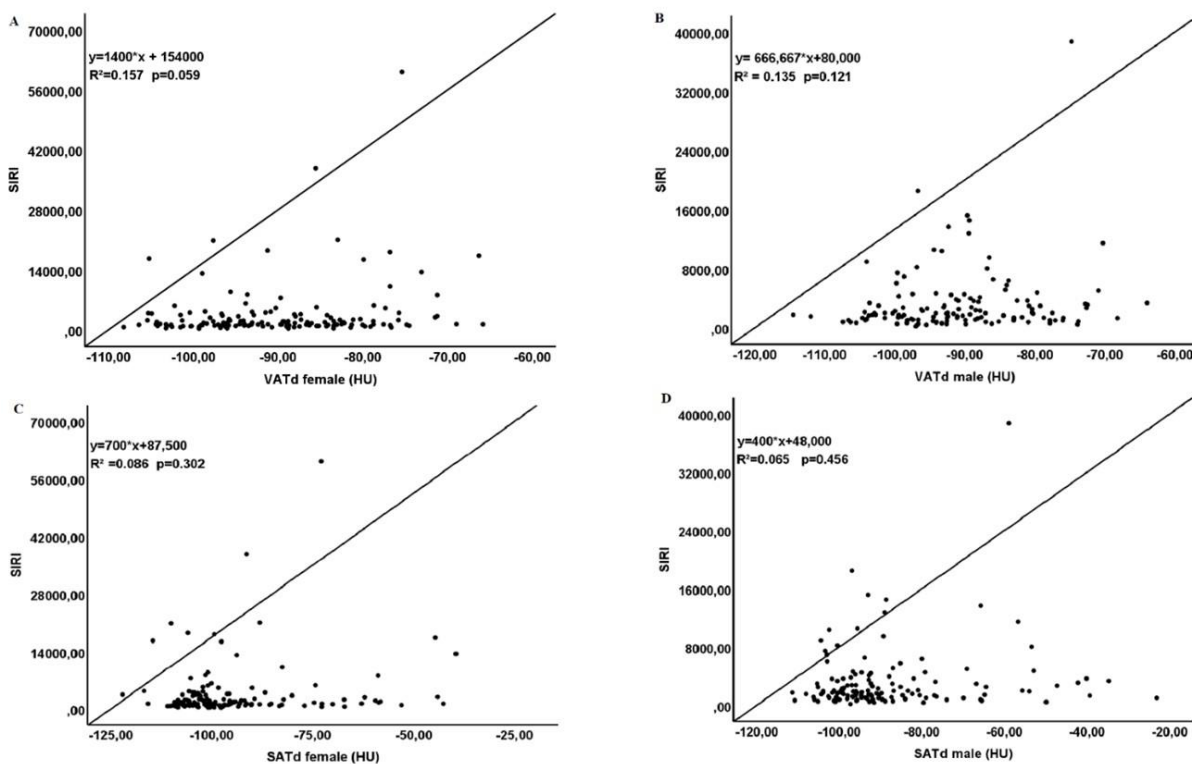 A
70000,00
y=1400*x + 154000
R²=0.157 p=0.059
56000,00
42000,00
SIRI
28000,00
14000,00
,00
-110,00 -100,00 -90,00 -80,00 -70,00 -60,00
VATd female (HU)
B
40000,00
y= 666,667*x+80,000
R² = 0.135 p=0.121
32000,00
24000,00
SIRI
16000,00
8000,00
,00
-120,00 -110,00 -100,00 -90,00 -80,00 -70,00 -60,00
VATd male (HU)
C
70000,00
y=700*x+87,500
R² =0.086 p=0.302
56000,00
42000,00
SIRI
28000,00
14000,00
,00
-125,00 -100,00 -75,00 -50,00 -25,00
SATd female (HU)
D
40000,00
y=400*x+48,000
R²=0.065 p=0.456
32000,00
24000,00
SIRI
16000,00
8000,00
,00
-120,00 -100,00 -80,00 -60,00 -40,00 -20,00
SATd male (HU)